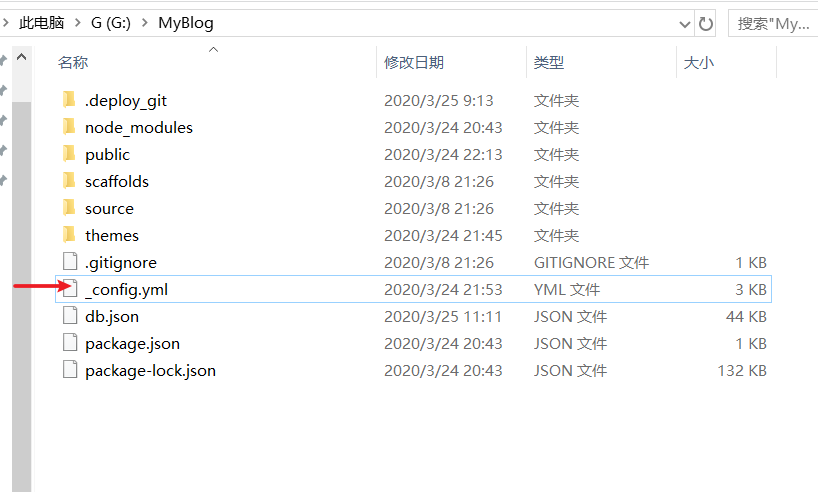 此电脑 > G (G:) > MyBlog 搜索"My...
名称 修改日期 类型 大小
.deploy_git 2020/3/25 9:13 文件夹
node_modules 2020/3/24 20:43 文件夹
public 2020/3/24 22:13 文件夹
scaffolds 2020/3/8 21:26 文件夹
source 2020/3/8 21:26 文件夹
themes 2020/3/24 21:45 文件夹
.gitignore 2020/3/8 21:26 GITIGNORE 文件 1 KB
_config.yml 2020/3/24 21:53 YML 文件 3 KB
db.json 2020/3/25 11:11 JSON 文件 44 KB
package.json 2020/3/24 20:43 JSON 文件 1 KB
package-lock.json 2020/3/24 20:43 JSON 文件 132 KB